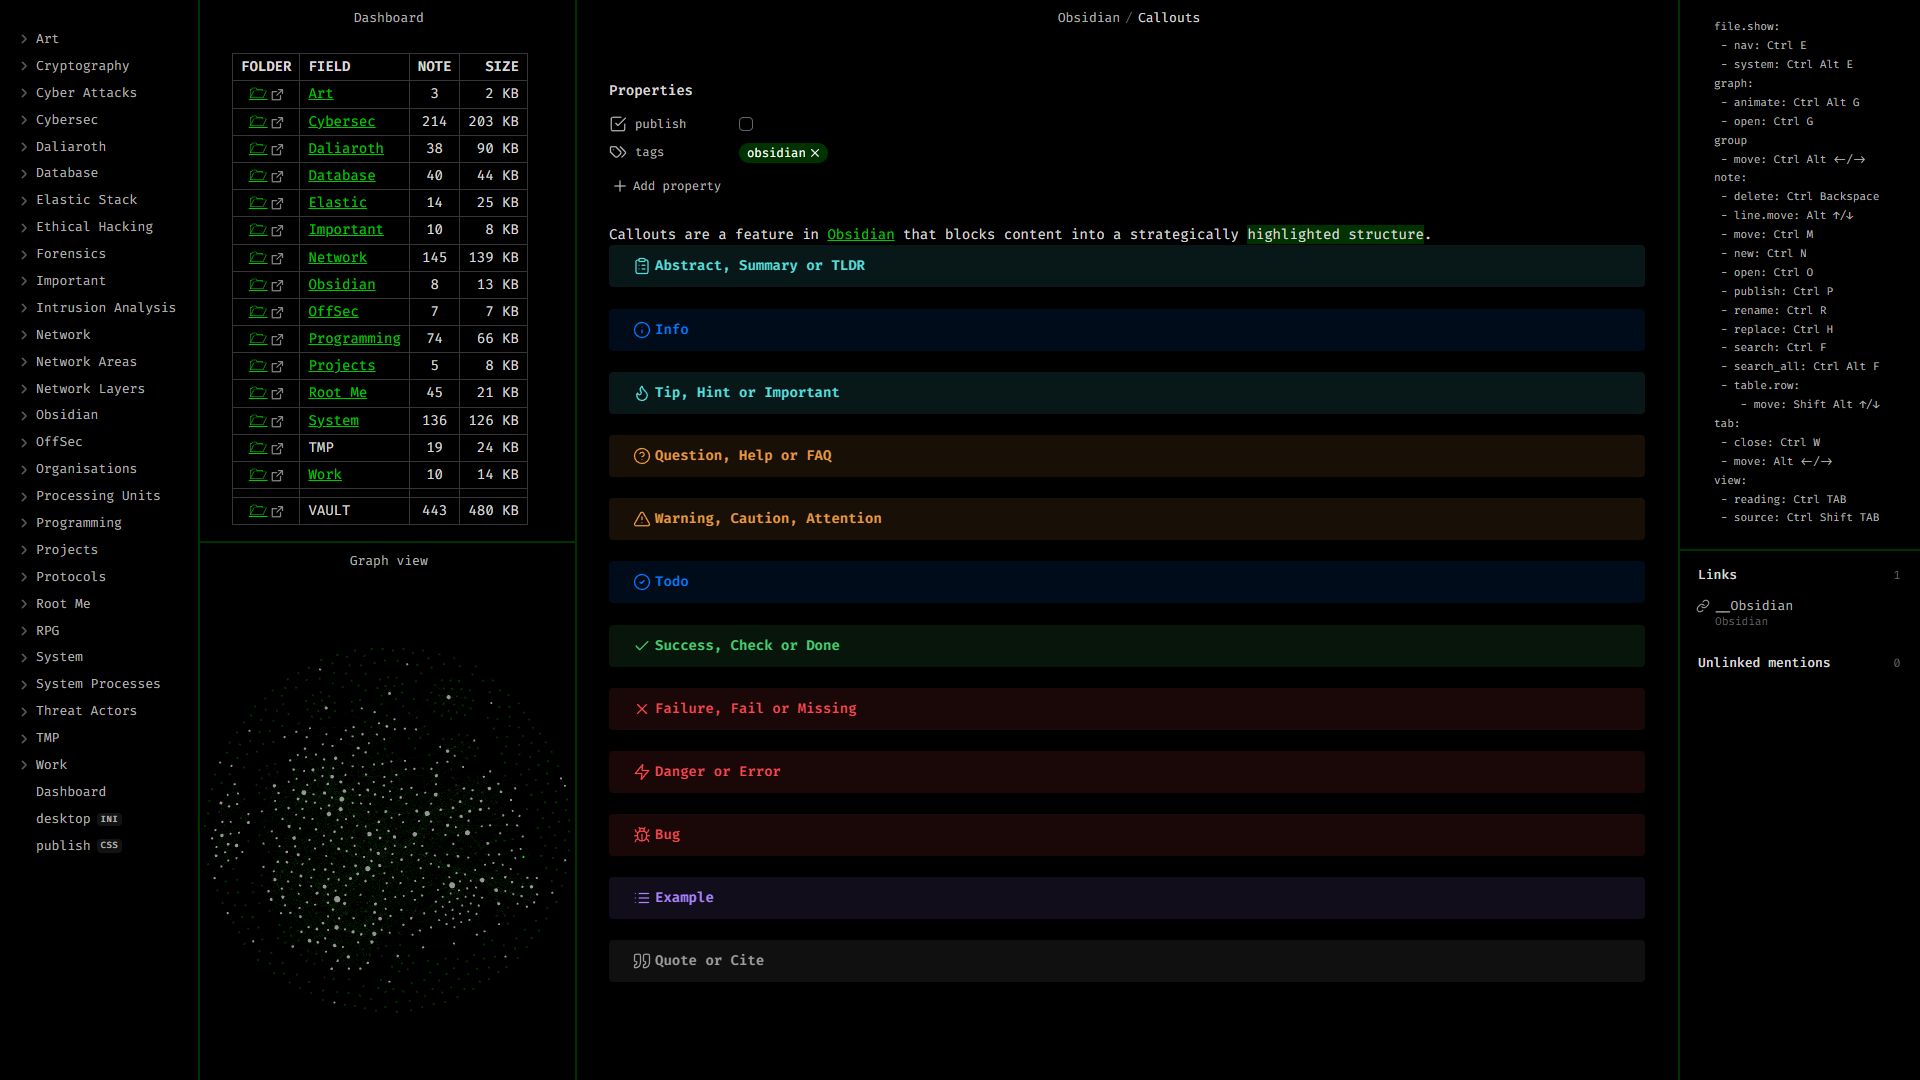 Art
Cryptography
Cyber Attacks
Cybersec
Daliaroth
Database
Elastic Stack
Ethical Hacking
Forensics
Important
Intrusion Analysis
Network
Network Areas
Network Layers
Obsidian
OffSec
Organisations
Processing Units
Programming
Projects
Protocols
Root Me
RPG
System
System Processes
Threat Actors
TMP
Work
Dashboard
desktop INI
publish CSS
Dashboard
FOLDER FIELD NOTE SIZE
Art 3 2 KB
Cybersec 214 203 KB
Daliaroth 38 90 KB
Database 40 44 KB
Elastic 14 25 KB
Important 10 8 KB
Network 145 139 KB
Obsidian 8 13 KB
OffSec 7 7 KB
Programming 74 66 KB
Projects 5 8 KB
Root Me 45 21 KB
System 136 126 KB
TMP 19 24 KB
Work 10 14 KB
VAULT 443 480 KB
Graph view
Obsidian / Callouts
Properties
publish
tags obsidian
Add property
Callouts are a feature in Obsidian that blocks content into a strategically highlighted structure.
Abstract, Summary or TLDR
Info
Tip, Hint or Important
Question, Help or FAQ
Warning, Caution, Attention
Todo
Success, Check or Done
Failure, Fail or Missing
Danger or Error
Bug
Example
Quote or Cite
file.show:
- nav: Ctrl E
- system: Ctrl Alt E
graph:
- animate: Ctrl Alt G
- open: Ctrl G
group
- move: Ctrl Alt ←/→
note:
- delete: Ctrl Backspace
- line.move: Alt ↑/↓
- move: Ctrl M
- new: Ctrl N
- open: Ctrl O
- publish: Ctrl P
- rename: Ctrl R
- replace: Ctrl H
- search: Ctrl F
- search_all: Ctrl Alt F
- table.row:
- move: Shift Alt ↑/↓
tab:
- close: Ctrl W
- move: Alt ←/→
view:
- reading: Ctrl TAB
- source: Ctrl Shift TAB
Links 1
__Obsidian
Obsidian
Unlinked mentions 0